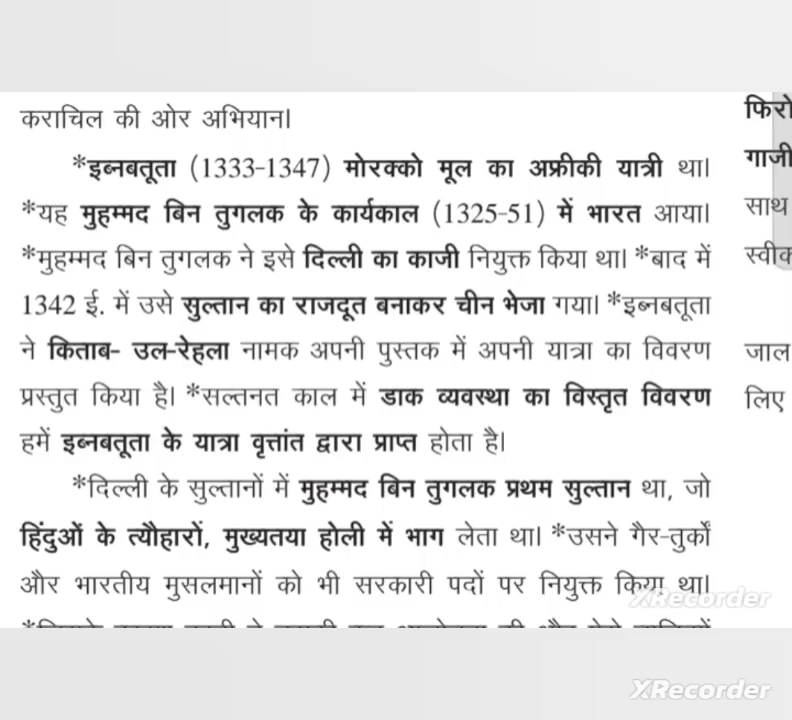 कराचिल की ओर अभियान।
*इब्नबतूता (1333-1347) मोरक्को मूल का अफ्रीकी यात्री था।
*यह मुहम्मद बिन तुगलक के कार्यकाल (1325-51) में भारत आया।
*मुहम्मद बिन तुगलक ने इसे दिल्ली का काजी नियुक्त किया था। *बाद में
1342 ई. में उसे सुल्तान का राजदूत बनाकर चीन भेजा गया। *इब्नबतूता
ने किताब- उल-रेहला नामक अपनी पुस्तक में अपनी यात्रा का विवरण
प्रस्तुत किया है। *सल्तनत काल में डाक व्यवस्था का विस्तृत विवरण
हमें इब्नबतूता के यात्रा वृत्तांत द्वारा प्राप्त होता है।
*दिल्ली के सुल्तानों में मुहम्मद बिन तुगलक प्रथम सुल्तान था, जो
हिंदुओं के त्यौहारों, मुख्यतया होली में भाग लेता था। *उसने गैर-तुर्कों
और भारतीय मुसलमानों को भी सरकारी पदों पर नियुक्त किया था।
फिरो
गाजी
साथ
स्वीक
जाल
लिए
XRecorder
XRecorder